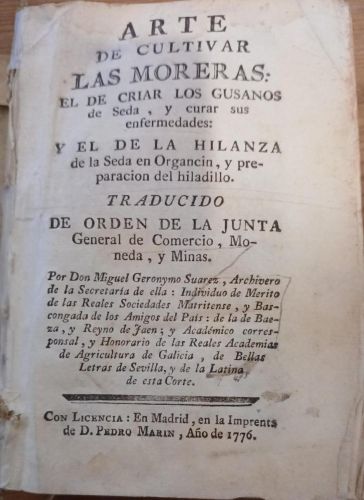 ARTE
DE CULTIVAR
LAS MORERAS:
EL DE CRIAR LOS GUSANOS
de Seda, y curar sus
enfermedades:
Y EL DE LA HILANZA
de la Seda en Organcin, y pre-
paracion del hiladillo.
TRADUCIDO
DE ORDEN DE LA JUNTA
General de Comercio, Mo-
neda, y Minas.
Por Don Miguel Geronymo Suarez, Archivero
de la Secretaría de ella: Individuo de Merito
de las Reales Sociedades Matritense, y Bas-
congada de los Amigos del País: de la de Bae-
za, y Reyno de Jaen; y Académico corres-
ponsal, y Honorario de las Reales Academias
de Agricultura de Galicia, de Bellas
Letras de Sevilla, y de la Latina
de esta Corte.
CON LICENCIA: En Madrid, en la Imprenta
de D. PEDRO MARIN, Año de 1776.